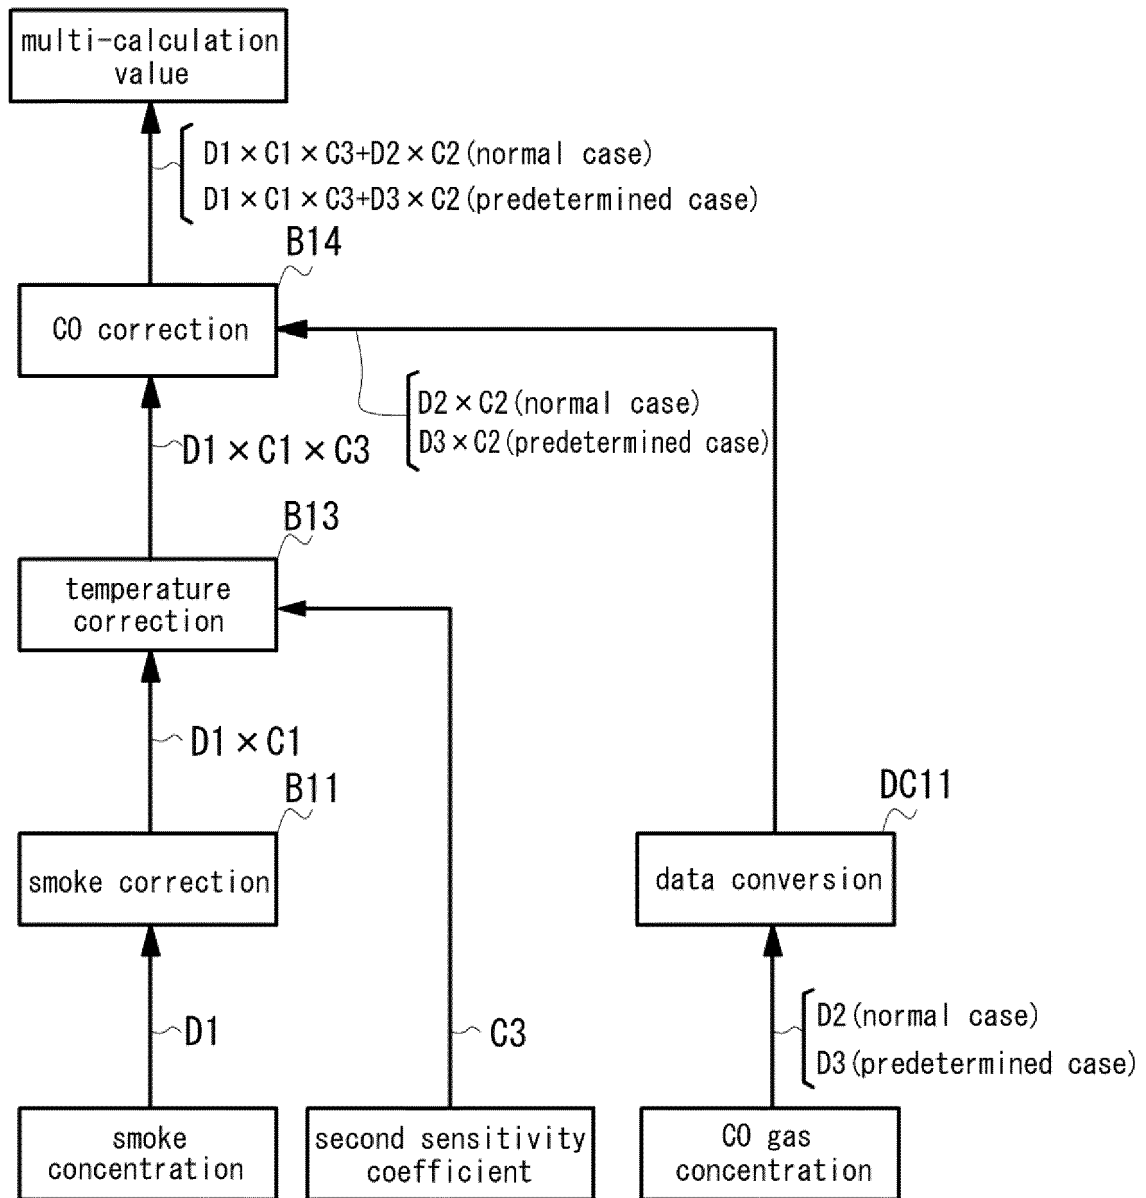 multi-calculation
value
D1×C1×C3+D2×C2(normal case)
D1×C1×C3+D3×C2(predetermined case)
B14
CO correction
D2×C2(normal case)
D3×C2(predetermined case)
D1×C1×C3
B13
temperature
correction
D1×C1
B11
DC11
smoke correction
data conversion
D1
C3
D2(normal case)
D3(predetermined case)
smoke
concentration
second sensitivity
coefficient
CO gas
concentration